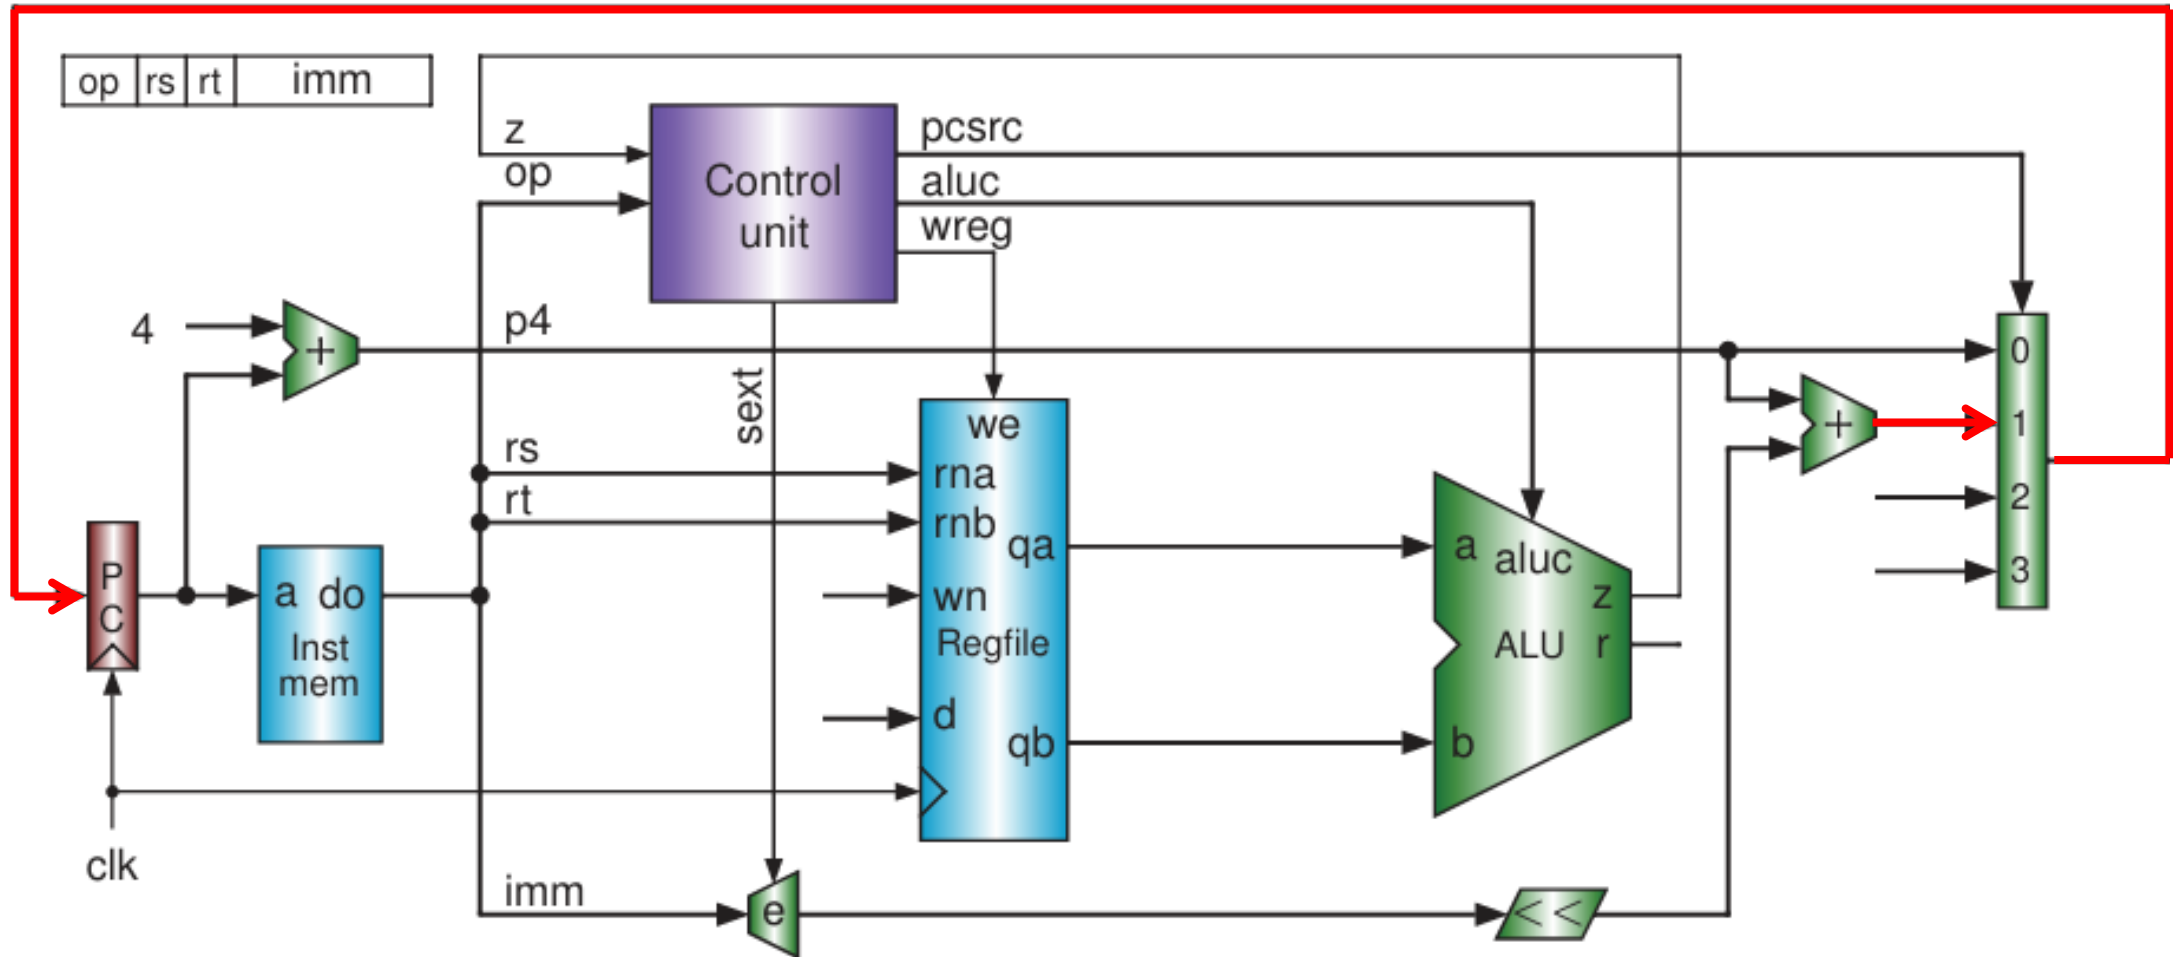 op rs rt imm
z
op
Control
unit
pcsrc
aluc
wreg
4
+
p4
sext
rs
rt
we
rna
rnb
qa
wn
Regfile
d
qb
P
C
a do
Inst
mem
clk
imm
e
a aluc
z
ALU r
b
<<
+
0
1
2
3